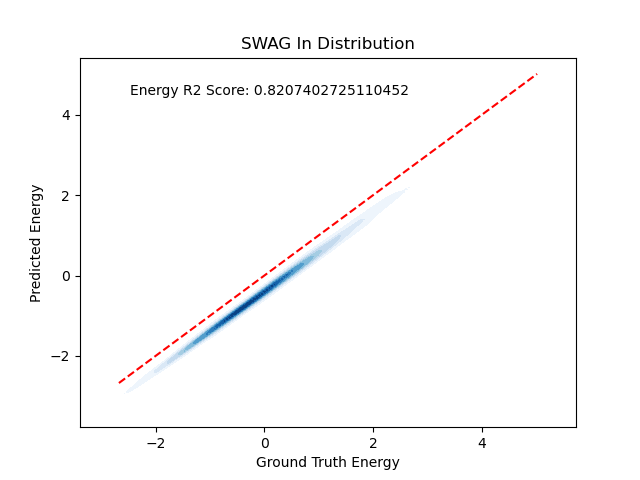 SWAG In Distribution
Energy R2 Score: 0.8207402725110452
4
2
0
−2
Predicted Energy
−2 0 2 4
Ground Truth Energy